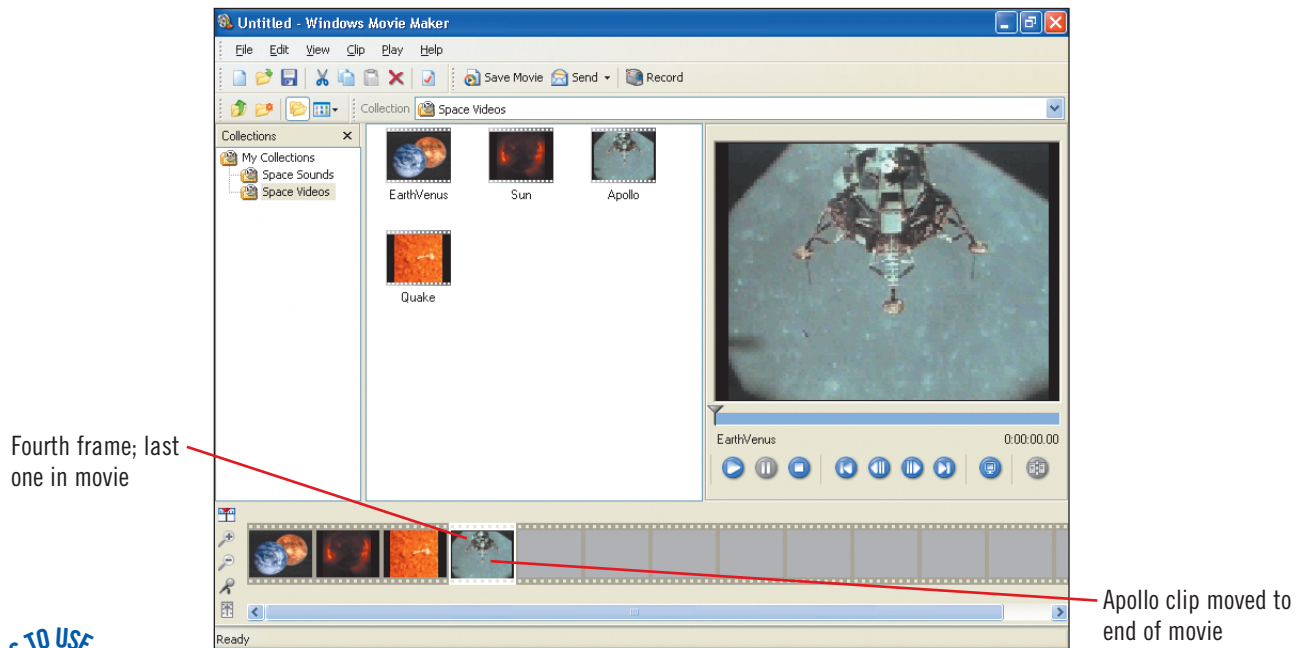 Untitled - Windows Movie Maker
File Edit View Clip Play Help
Save Movie Send Record
Collection Space Videos
Collections
My Collections
Space Sounds
Space Videos
EarthVenus Sun Apollo
Quake
EarthVenus 0:00:00.00
Fourth frame; last
one in movie
Apollo clip moved to
end of movie
Ready
TO USE